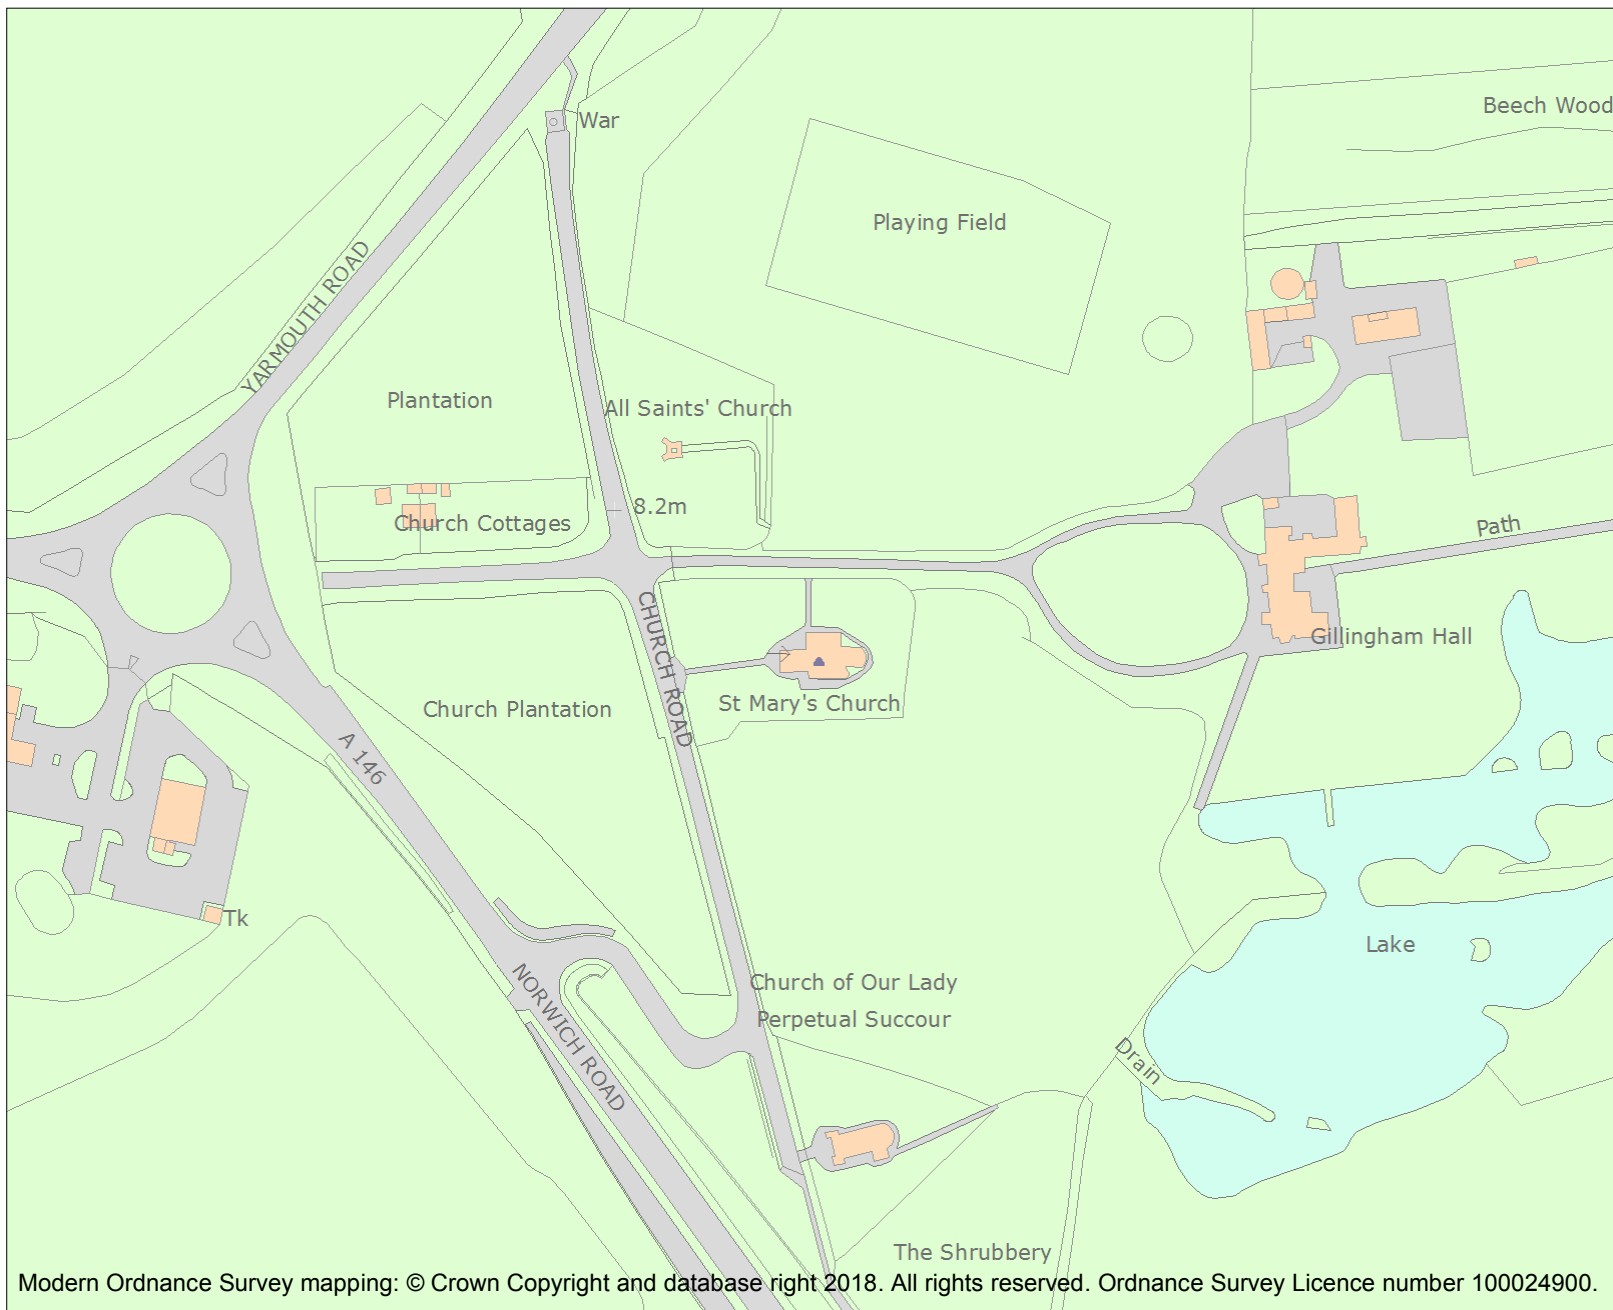 Beech Wood
War
Playing Field
YARMOUTH ROAD
Plantation
All Saints' Church
8.2m
Church Cottages
Path
CHURCH ROAD
Gillingham Hall
St Mary's Church
Church Plantation
A 146
Tk
Lake
Church of Our Lady
Perpetual Succour
NORWICH ROAD
Drain
The Shrubbery
Modern Ordnance Survey mapping: © Crown Copyright and database right 2018. All rights reserved. Ordnance Survey Licence number 100024900.